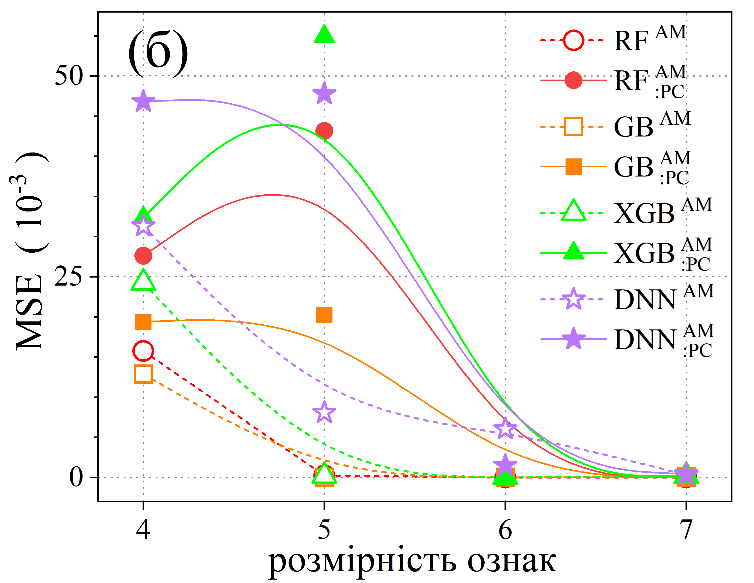 (б)
RF AM
RF AM :PC
GB AM
GB AM :PC
XGB AM
XGB AM :PC
DNN AM
DNN AM :PC
MSE ( 10⁻³ )
50
25
0
4 5 6 7
розмірність ознак